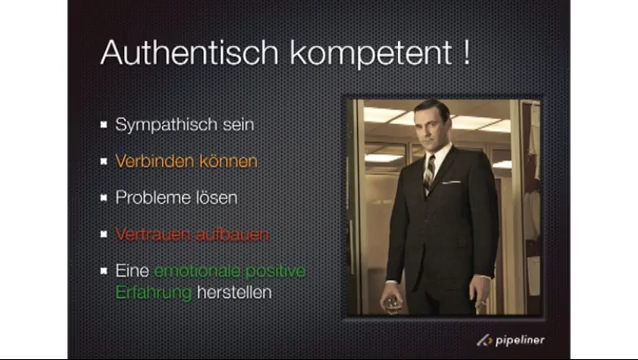 Authentisch kompetent !
Sympathisch sein
Verbinden können
Probleme lösen
Vertrauen aufbauen
Eine emotionale positive
Erfahrung herstellen
pipeliner